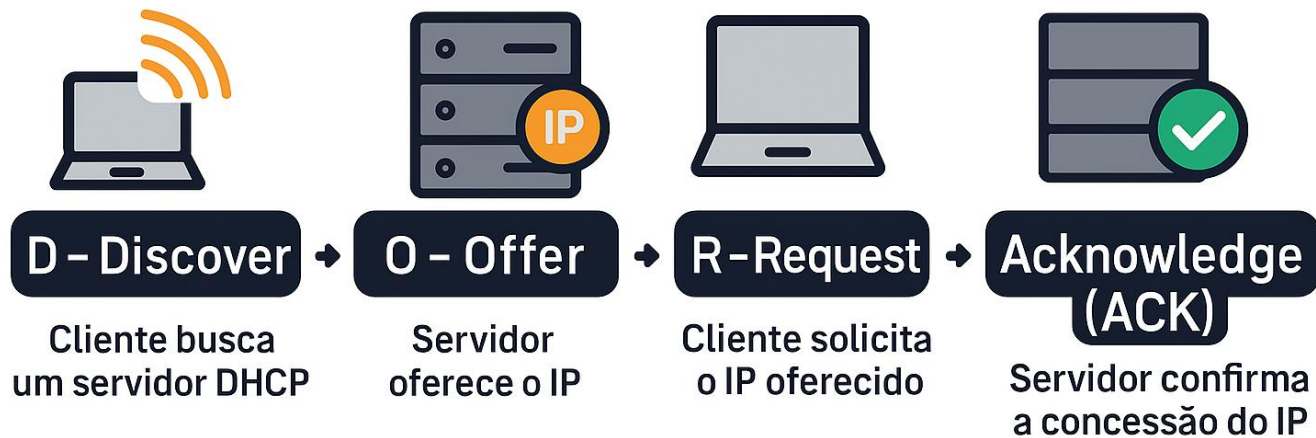 IP
D – Discover
O – Offer
R – Request
Acknowledge
(ACK)
Cliente busca
um servidor DHCP
Servidor
oferece o IP
Cliente solicita
o IP oferecido
Servidor confirma
a concessão do IP